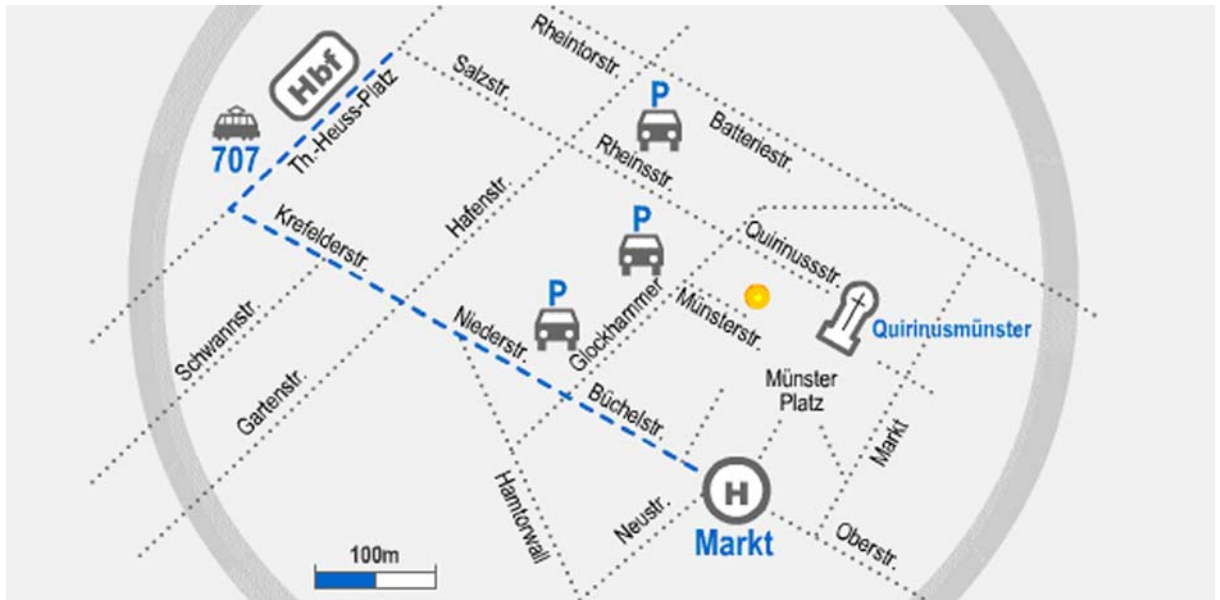 Rheintorstr.
Hbf
Salzstr.
Th.-Heuss-Platz
P
707
Batteriestr.
Rheinsstr.
Hafenstr.
P
Krefelderstr.
Quirinussstr.
P
Glockhammer
Münsterstr.
Quirinusmünster
Schwannstr.
Niederstr.
Gartenstr.
Büchelstr.
Münster
Platz
Markt
H
Hamtorwall
Neustr.
Markt
Oberstr.
100m